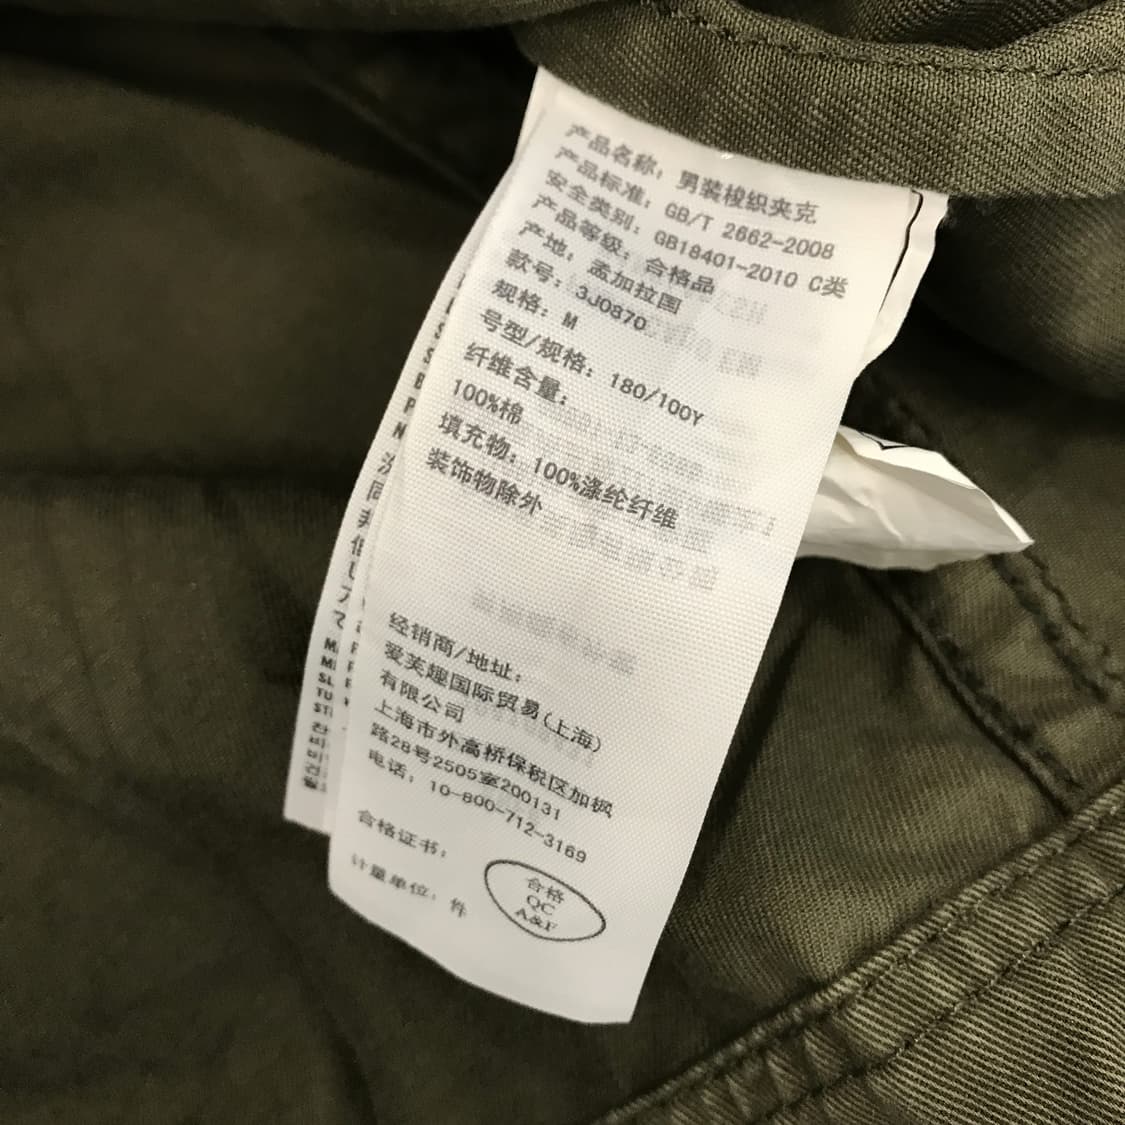 产品名称：男装梭织夹克
产品标准：GB/T 2662-2008
安全类别：GB18401-2010 C类
产品等级：合格品
产地：孟加拉国
款号：3J0870
规格：M
号型/规格：180/100Y
纤维含量：
100%棉
填充物：100%涤纶纤维
装饰物除外
经销商/地址：
爱芙趣国际贸易(上海)
有限公司
上海市外高桥保税区加枫
路28号2505室200131
电话：10-800-712-3169
合格证书：
合格
QC
A&F
计量单位：件